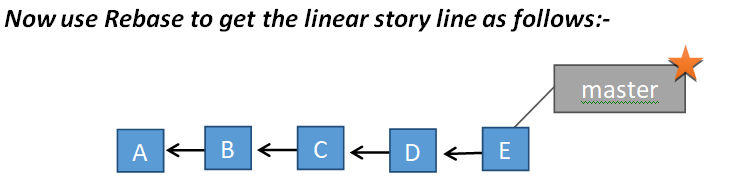 Now use Rebase to get the linear story line as follows:-
master
A B C D E